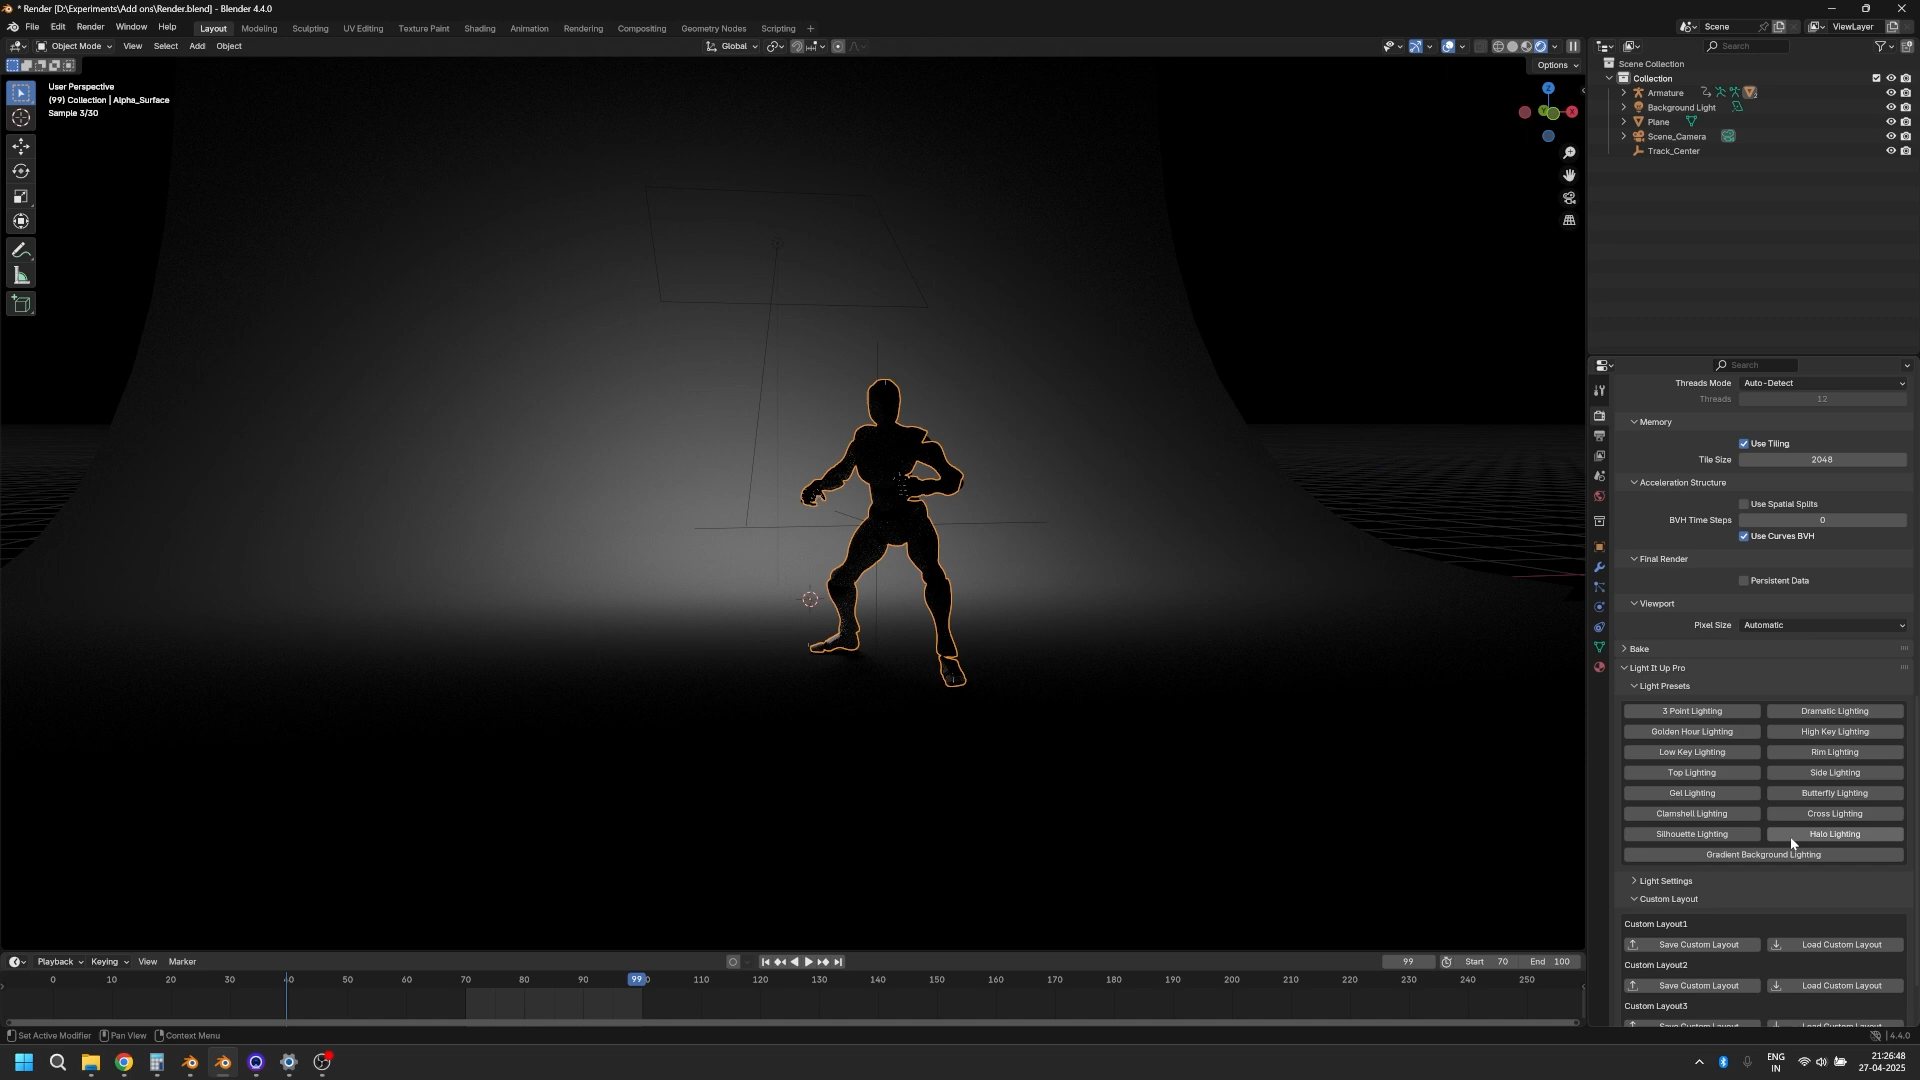 * Render [D:\Experiments\Add ons\Render.blend] - Blender 4.4.0
File Edit Render Window Help Layout Modeling Sculpting UV Editing Texture Paint Shading Animation Rendering Compositing Geometry Nodes Scripting + Scene ViewLayer
Object Mode View Select Add Object Global Search
Options
User Perspective
(99) Collection | Alpha_Surface
Sample 3/30
Z
Y
X
Scene Collection
Collection
Armature
Background Light
Plane
Scene_Camera
Track_Center
Search
Threads Mode Auto-Detect
Threads 12
Memory
Use Tiling
Tile Size 2048
Acceleration Structure
Use Spatial Splits
BVH Time Steps 0
Use Curves BVH
Final Render
Persistent Data
Viewport
Pixel Size Automatic
Bake
Light It Up Pro
Light Presets
3 Point Lighting Dramatic Lighting
Golden Hour Lighting High Key Lighting
Low Key Lighting Rim Lighting
Top Lighting Side Lighting
Gel Lighting Butterfly Lighting
Clamshell Lighting Cross Lighting
Silhouette Lighting Halo Lighting
Gradient Background Lighting
Light Settings
Custom Layout
Custom Layout1
Save Custom Layout Load Custom Layout
Custom Layout2
Save Custom Layout Load Custom Layout
Custom Layout3
Save Custom Layout Load Custom Layout
Playback Keying View Marker 99 Start 70 End 100
0 10 20 30 40 50 60 70 80 90 99 110 120 130 140 150 160 170 180 190 200 210 220 230 240 250
Set Active Modifier Pan View Context Menu 4.4.0
ENG
IN
21:26:48
27-04-2025